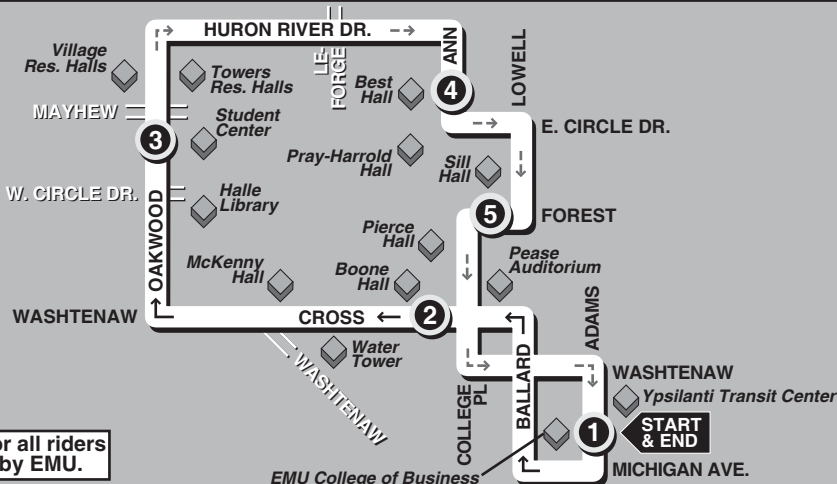 HURON RIVER DR.
LE-
FORGE
ANN
LOWELL
Village
Res. Halls
Towers
Res. Halls
Best
Hall
4
MAYHEW
Student
Center
3
E. CIRCLE DR.
Pray-Harrold
Hall
Sill
Hall
W. CIRCLE DR.
Halle
Library
OAKWOOD
5
FOREST
Pierce
Hall
McKenny
Hall
Boone
Hall
Pease
Auditorium
ADAMS
WASHTENAW
CROSS
2
Water
Tower
WASHTENAW
COLLEGE
PL
BALLARD
WASHTENAW
Ypsilanti Transit Center
1
START
& END
or all riders
by EMU.
EMU College of Business
MICHIGAN AVE.